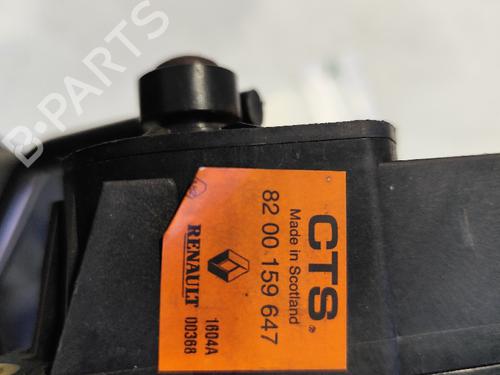 CTS®
Made in Scotland
82 00 159 647
RENAULT
1604A
00368
B-PARTS